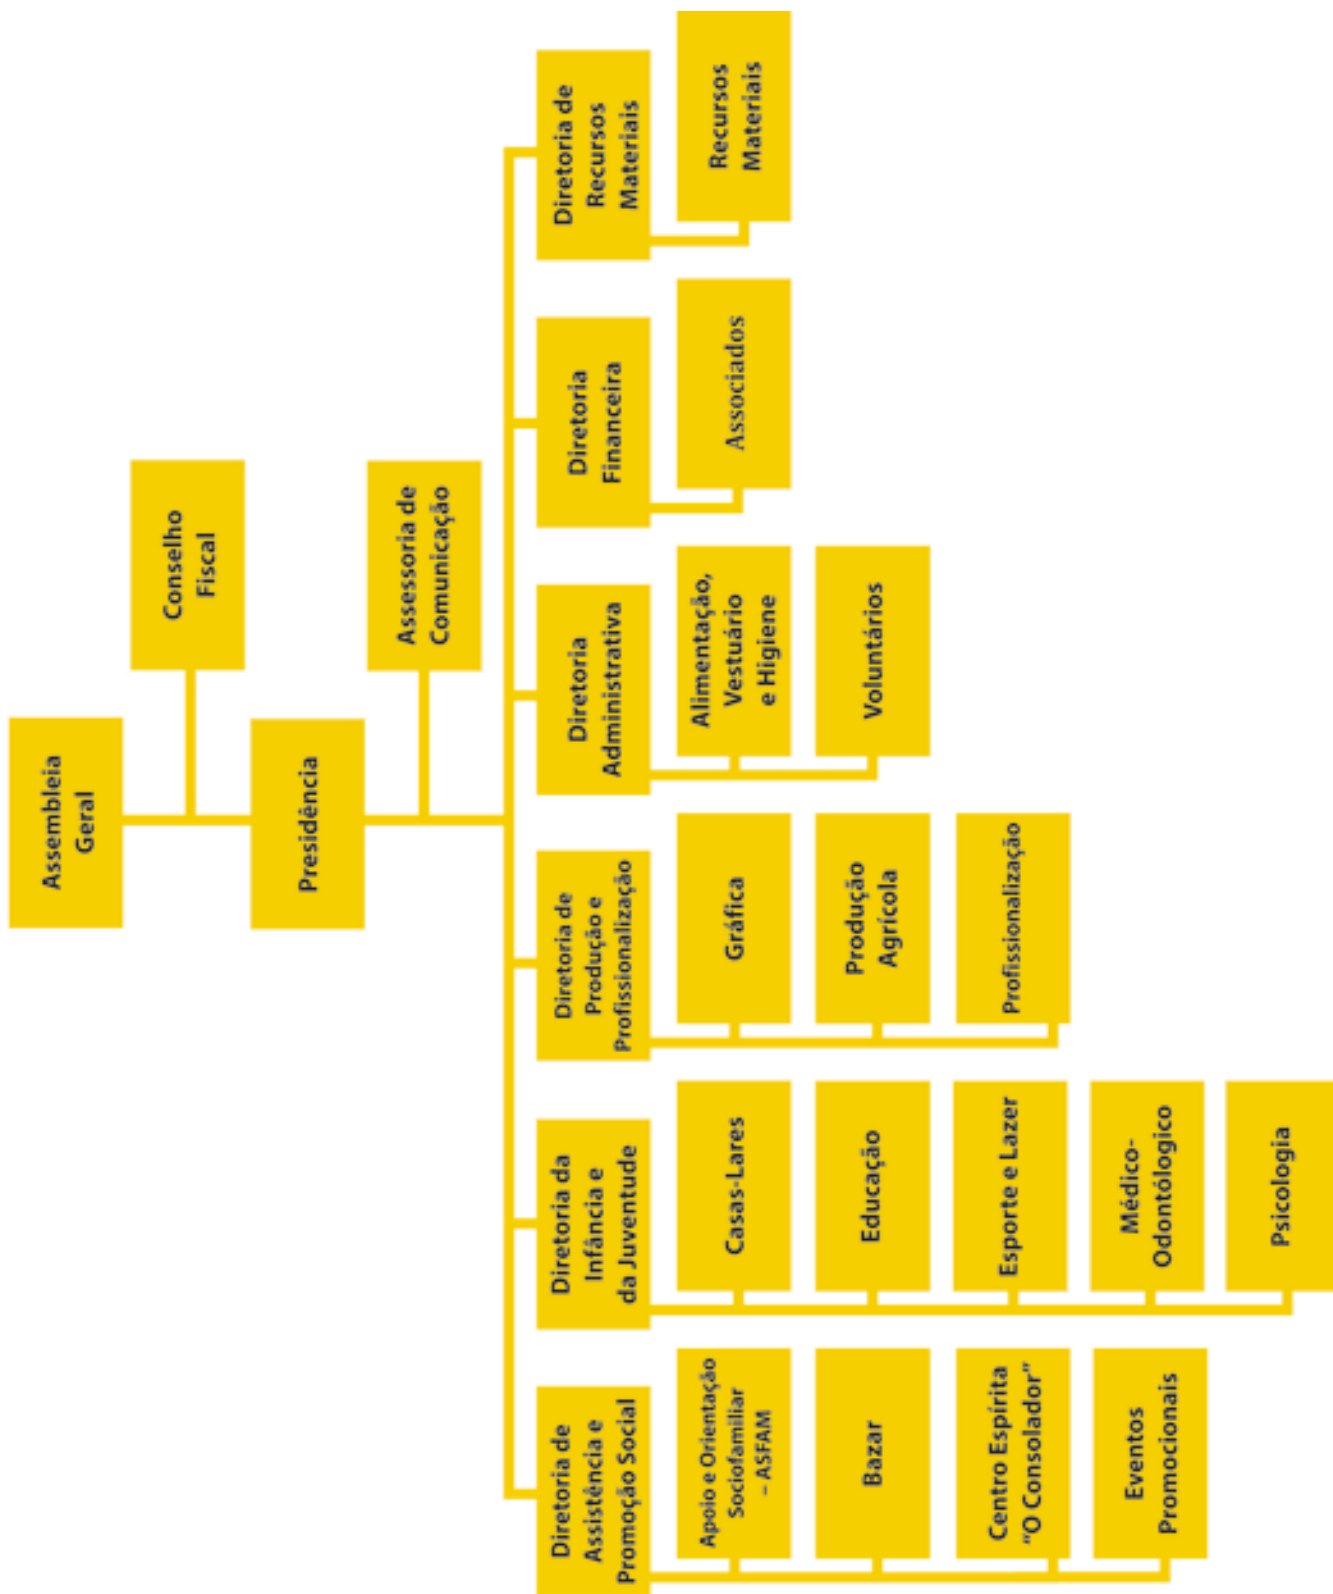 Assembleia
Geral
Conselho
Fiscal
Presidência
Assessoria de
Comunicação
Diretoria de
Assistência e
Promoção Social
Diretoria da
Infância e
da Juventude
Diretoria de
Produção e
Profissionalização
Diretoria
Administrativa
Diretoria
Financeira
Diretoria de
Recursos
Materiais
Apoio e Orientação
Sociofamiliar
– ASFAM
Casas-Lares
Gráfica
Alimentação,
Vestuário
e Higiene
Associados
Recursos
Materiais
Bazar
Educação
Produção
Agrícola
Voluntários
Centro Espírita
“O Consolador”
Esporte e Lazer
Profissionalização
Eventos
Promocionais
Médico-
Odontólogico
Psicologia